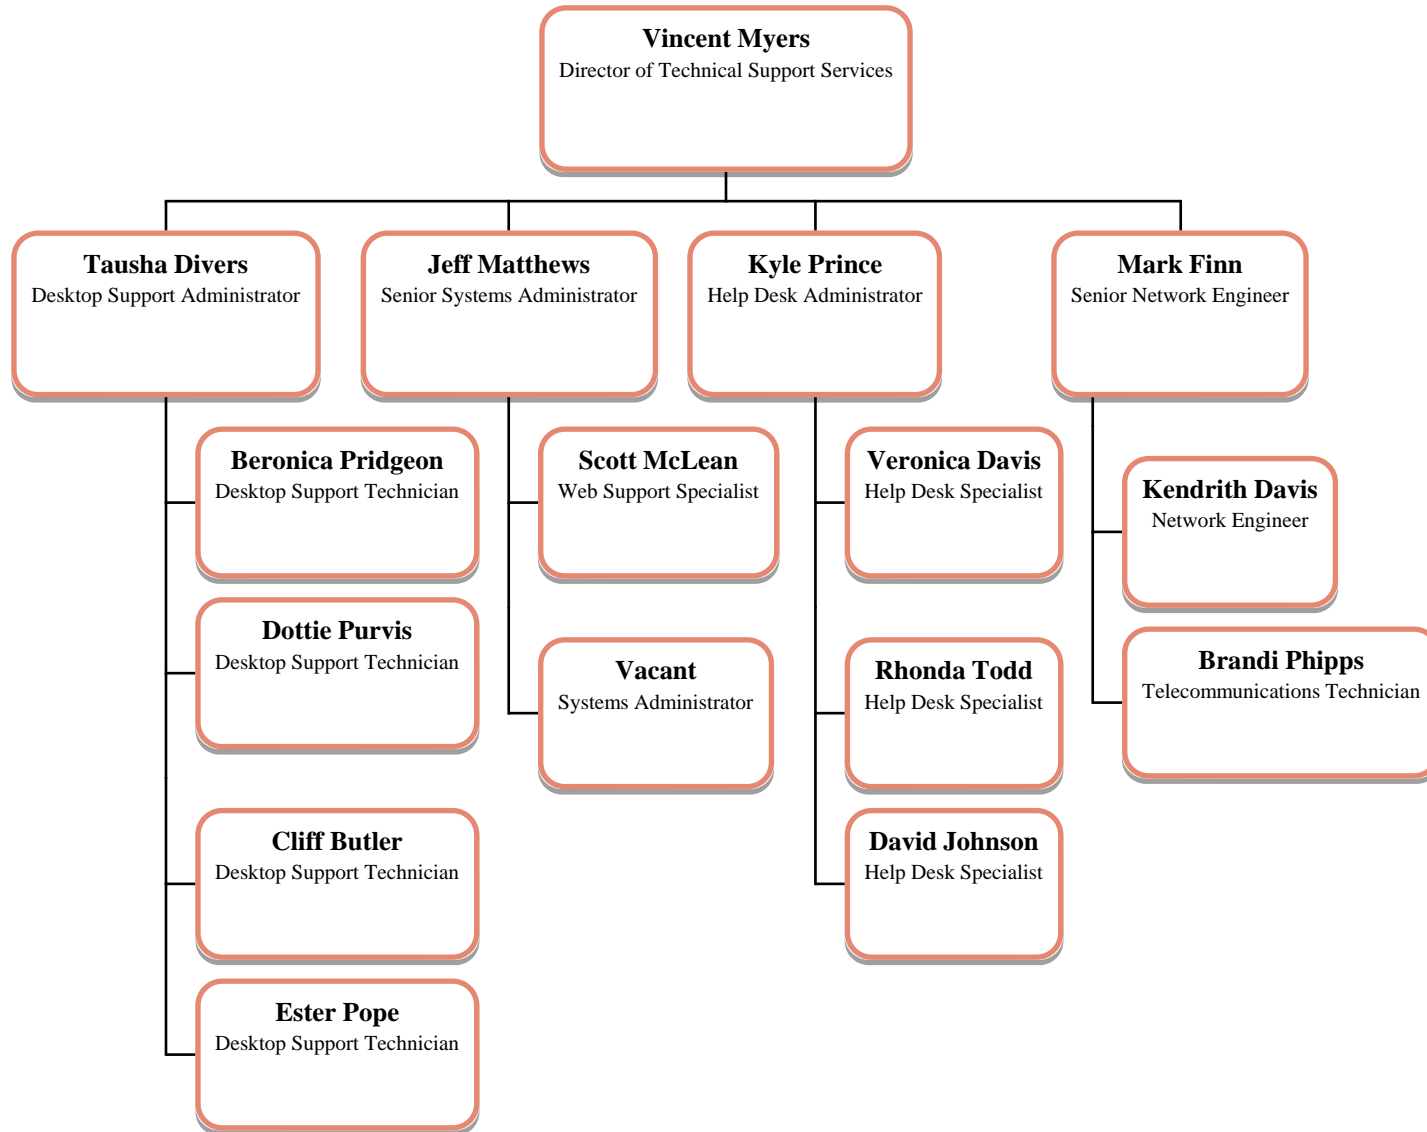 Vincent Myers
Director of Technical Support Services
Tausha Divers
Desktop Support Administrator
Jeff Matthews
Senior Systems Administrator
Kyle Prince
Help Desk Administrator
Mark Finn
Senior Network Engineer
Beronica Pridgeon
Desktop Support Technician
Dottie Purvis
Desktop Support Technician
Cliff Butler
Desktop Support Technician
Ester Pope
Desktop Support Technician
Scott McLean
Web Support Specialist
Vacant
Systems Administrator
Veronica Davis
Help Desk Specialist
Rhonda Todd
Help Desk Specialist
David Johnson
Help Desk Specialist
Kendrith Davis
Network Engineer
Brandi Phipps
Telecommunications Technician